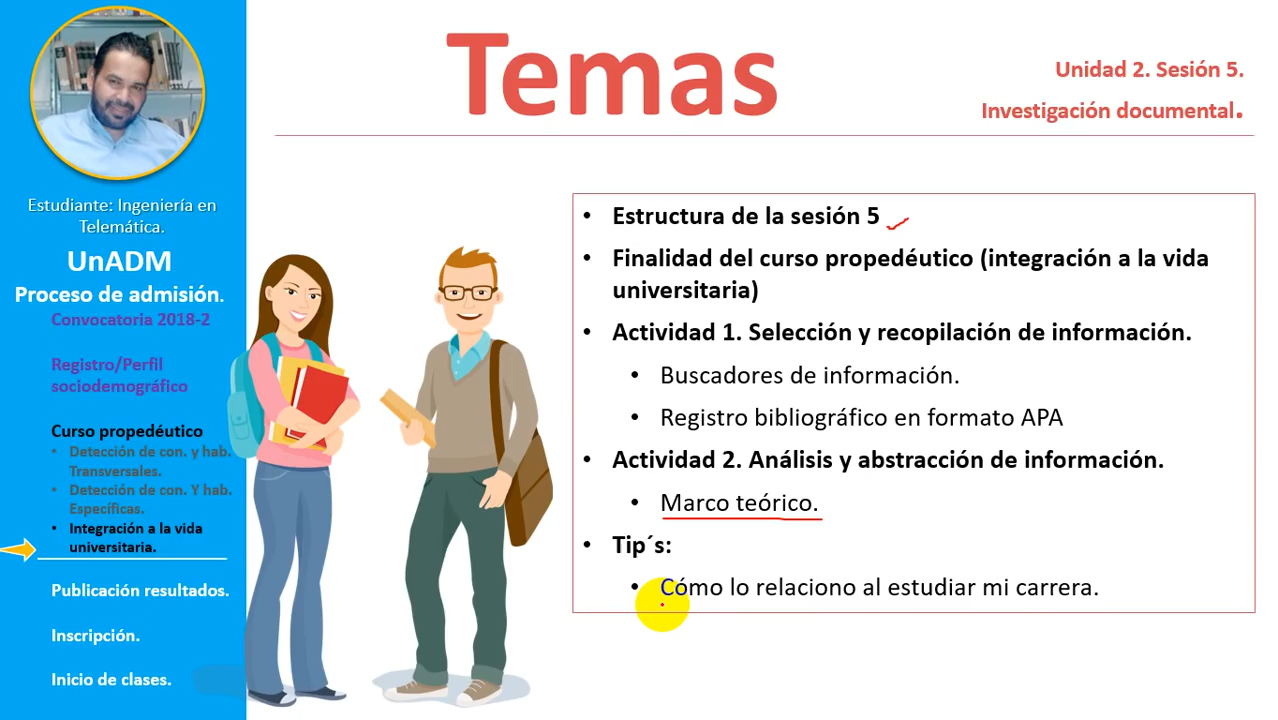 Temas
Unidad 2. Sesión 5.
Investigación documental.
Estudiante: Ingeniería en
Telemática.
UnADM
Proceso de admisión.
Convocatoria 2018-2
Registro/Perfil
sociodemográfico
Curso propedéutico
• Detección de con. y hab.
Transversales.
• Detección de con. Y hab.
Específicas.
• Integración a la vida
universitaria.
Publicación resultados.
Inscripción.
Inicio de clases.
• Estructura de la sesión 5
• Finalidad del curso propedéutico (integración a la vida
universitaria)
• Actividad 1. Selección y recopilación de información.
• Buscadores de información.
• Registro bibliográfico en formato APA
• Actividad 2. Análisis y abstracción de información.
• Marco teórico.
• Tip´s:
• Cómo lo relaciono al estudiar mi carrera.